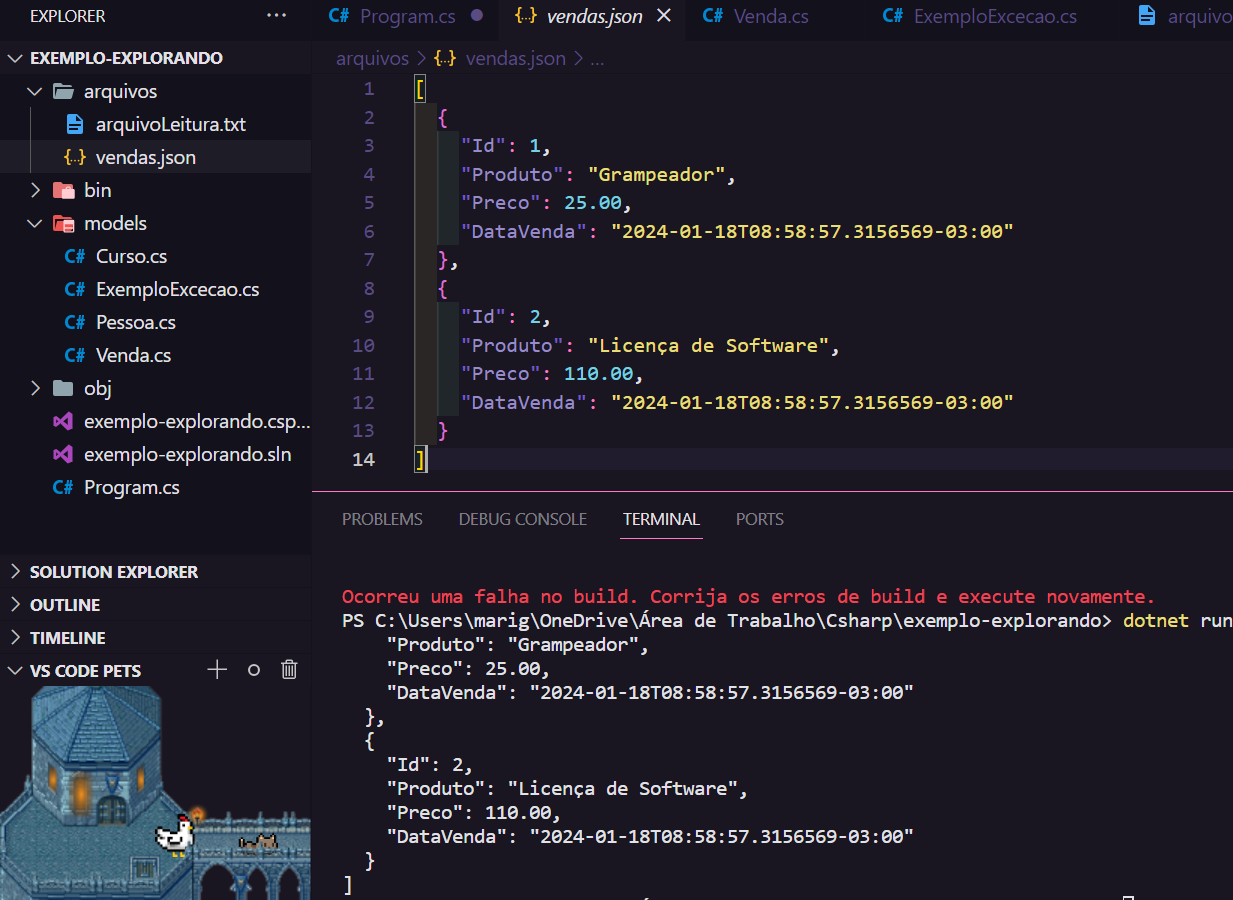 EXPLORER
EXEMPLO-EXPLORANDO
arquivos
arquivoLeitura.txt
{..} vendas.json
bin
models
C# Curso.cs
C# ExemploExcecao.cs
C# Pessoa.cs
C# Venda.cs
obj
exemplo-explorando.csp...
exemplo-explorando.sln
C# Program.cs
SOLUTION EXPLORER
OUTLINE
TIMELINE
VS CODE PETS
C# Program.cs {..} vendas.json C# Venda.cs C# ExemploExcecao.cs arquivo
arquivos > {..} vendas.json > ...
1 [
2 {
3 "Id": 1,
4 "Produto": "Grampeador",
5 "Preco": 25.00,
6 "DataVenda": "2024-01-18T08:58:57.3156569-03:00"
7 },
8 {
9 "Id": 2,
10 "Produto": "Licença de Software",
11 "Preco": 110.00,
12 "DataVenda": "2024-01-18T08:58:57.3156569-03:00"
13 }
14 ]
PROBLEMS DEBUG CONSOLE TERMINAL PORTS
Ocorreu uma falha no build. Corrija os erros de build e execute novamente.
PS C:\Users\marig\OneDrive\Área de Trabalho\Csharp\exemplo-explorando> dotnet run
"Produto": "Grampeador",
"Preco": 25.00,
"DataVenda": "2024-01-18T08:58:57.3156569-03:00"
},
{
"Id": 2,
"Produto": "Licença de Software",
"Preco": 110.00,
"DataVenda": "2024-01-18T08:58:57.3156569-03:00"
}
]